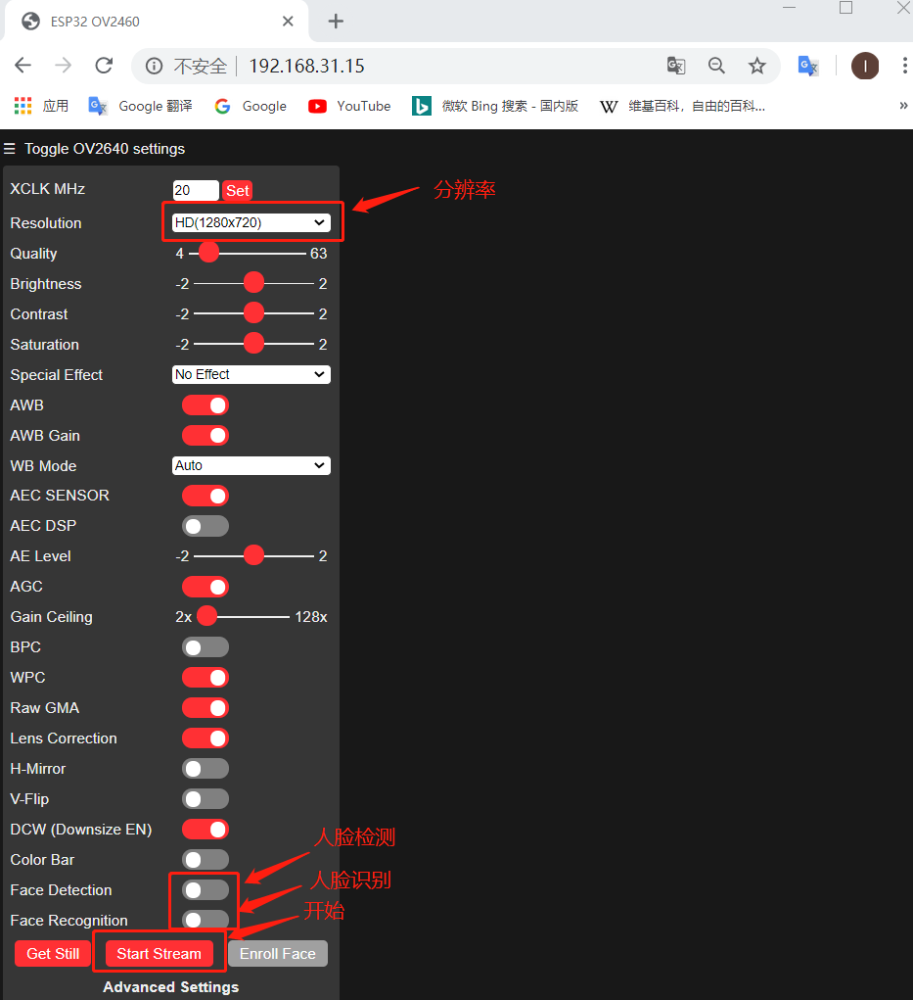 ESP32 OV2460
不安全 192.168.31.15
应用 Google 翻译 Google YouTube 微软 Bing 搜索 - 国内版 维基百科，自由的百科...
Toggle OV2640 settings
XCLK MHz 20 Set
分辨率
Resolution HD(1280x720)
Quality 4 63
Brightness -2 2
Contrast -2 2
Saturation -2 2
Special Effect No Effect
AWB
AWB Gain
WB Mode Auto
AEC SENSOR
AEC DSP
AE Level -2 2
AGC
Gain Ceiling 2x 128x
BPC
WPC
Raw GMA
Lens Correction
H-Mirror
V-Flip
DCW (Downsize EN)
人脸检测
Color Bar
人脸识别
Face Detection
开始
Face Recognition
Get Still Start Stream Enroll Face
Advanced Settings